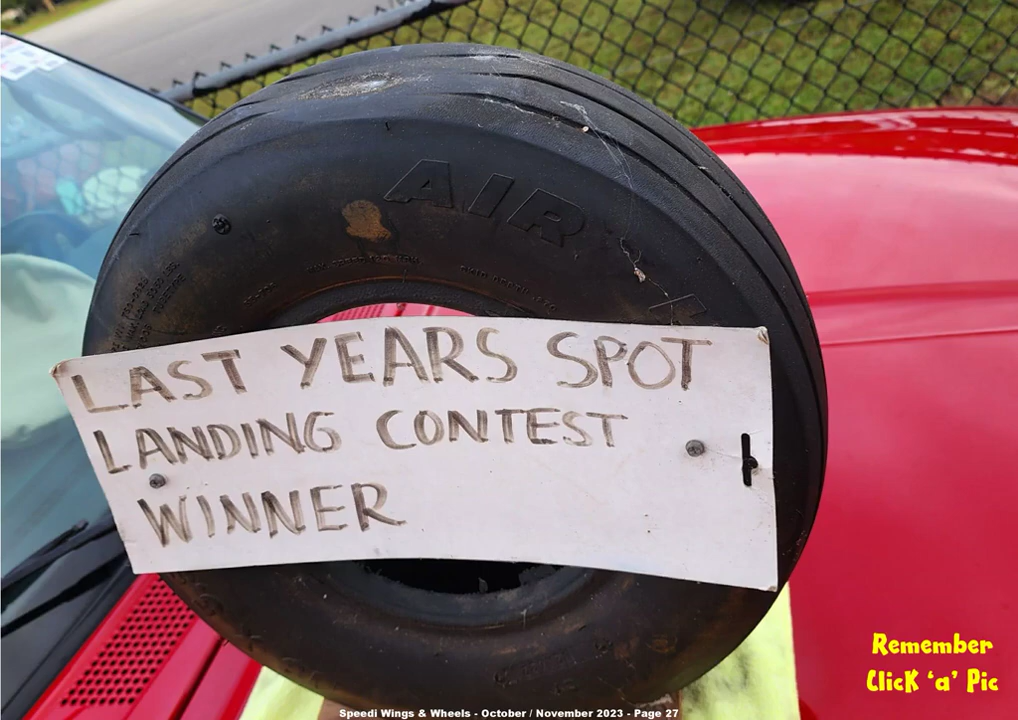 AIR
LAST YEARS SPOT
LANDING CONTEST
WINNER
Remember
Click ‘a’ Pic
Speedi Wings & Wheels - October / November 2023 - Page 27